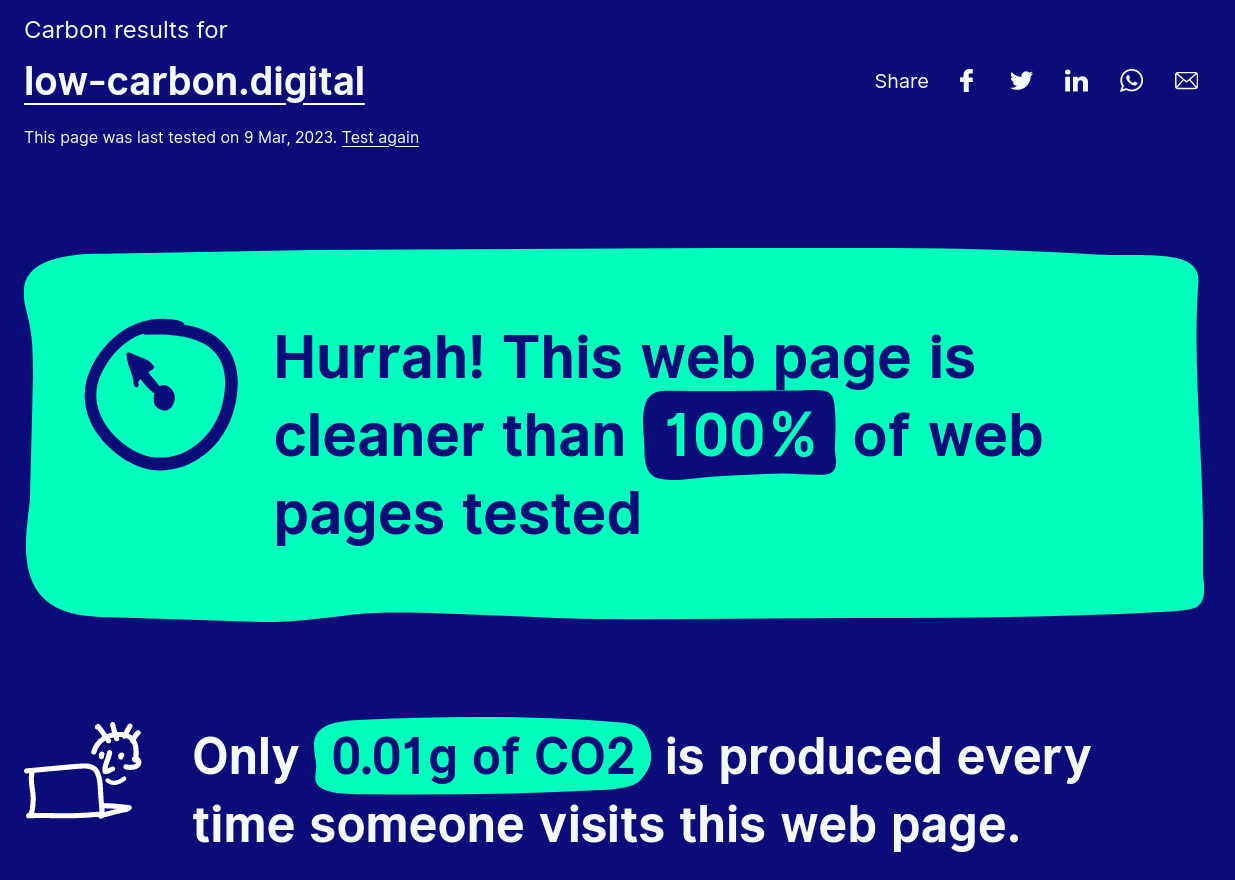 Carbon results for
low-carbon.digital
Share
This page was last tested on 9 Mar, 2023. Test again
Hurrah! This web page is
cleaner than 100% of web
pages tested
Only 0.01g of CO2 is produced every
time someone visits this web page.